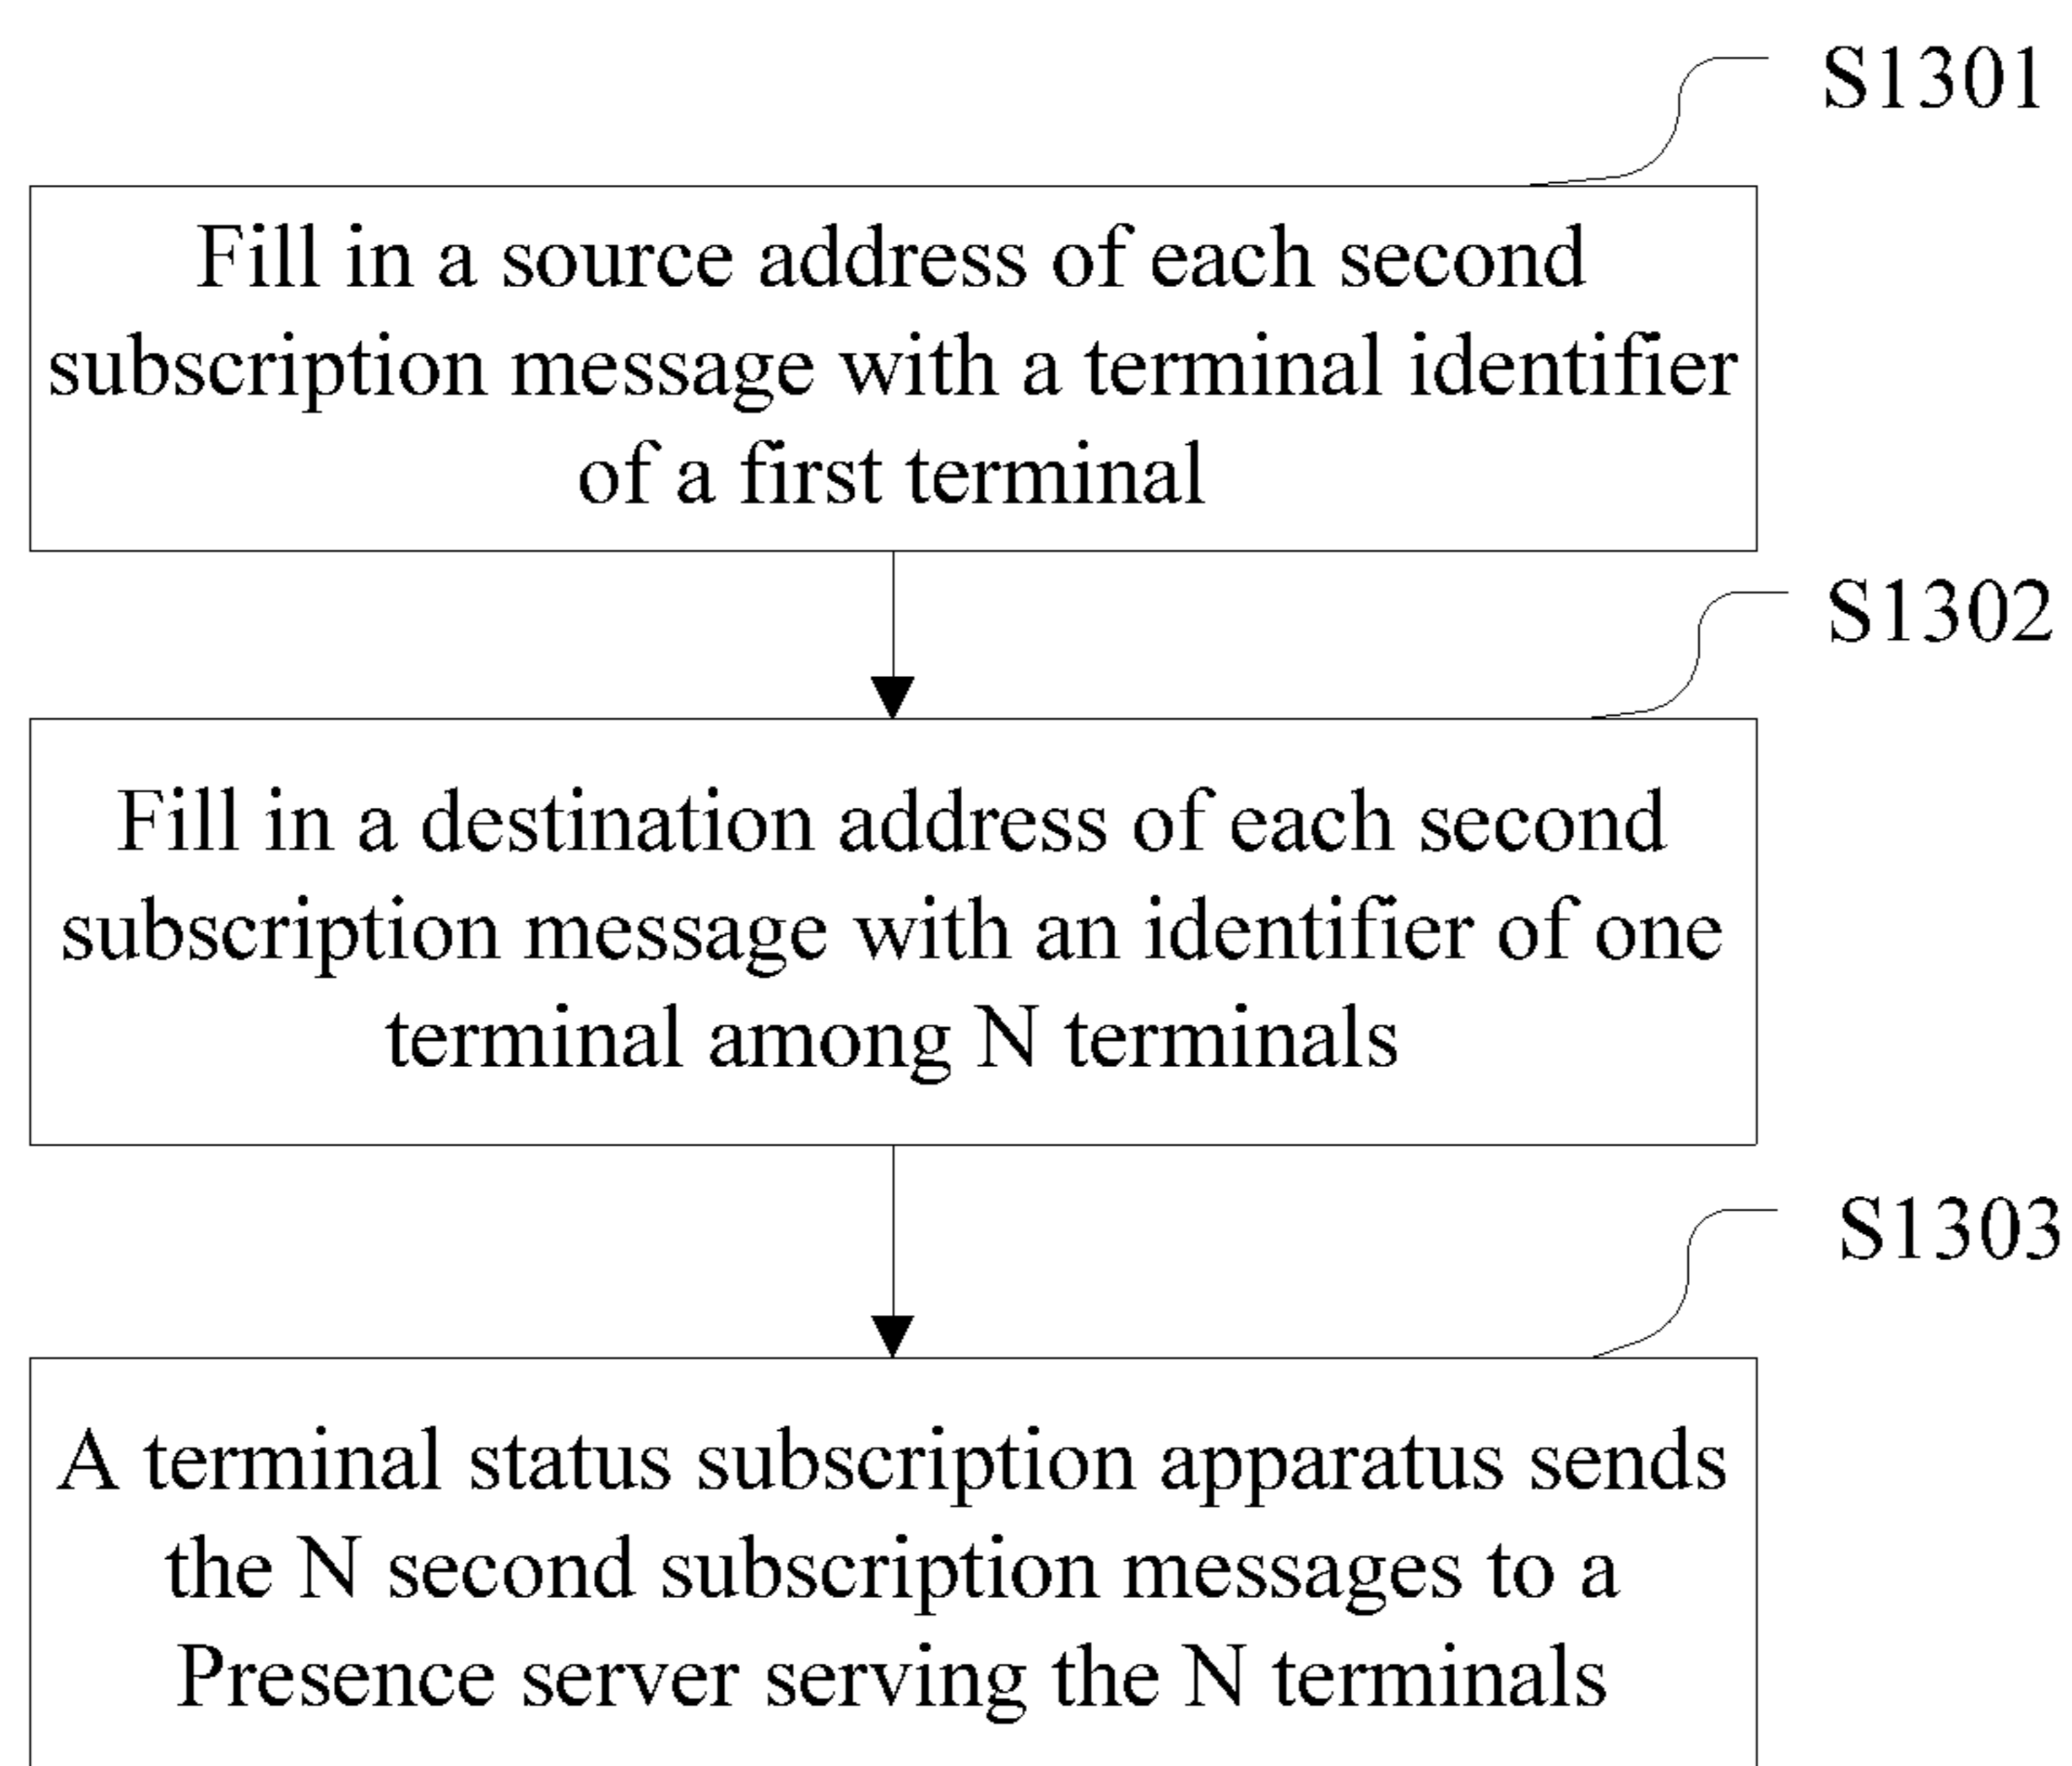 S1301
Fill in a source address of each second
subscription message with a terminal identifier
of a first terminal
S1302
Fill in a destination address of each second
subscription message with an identifier of one
terminal among N terminals
S1303
A terminal status subscription apparatus sends
the N second subscription messages to a
Presence server serving the N terminals